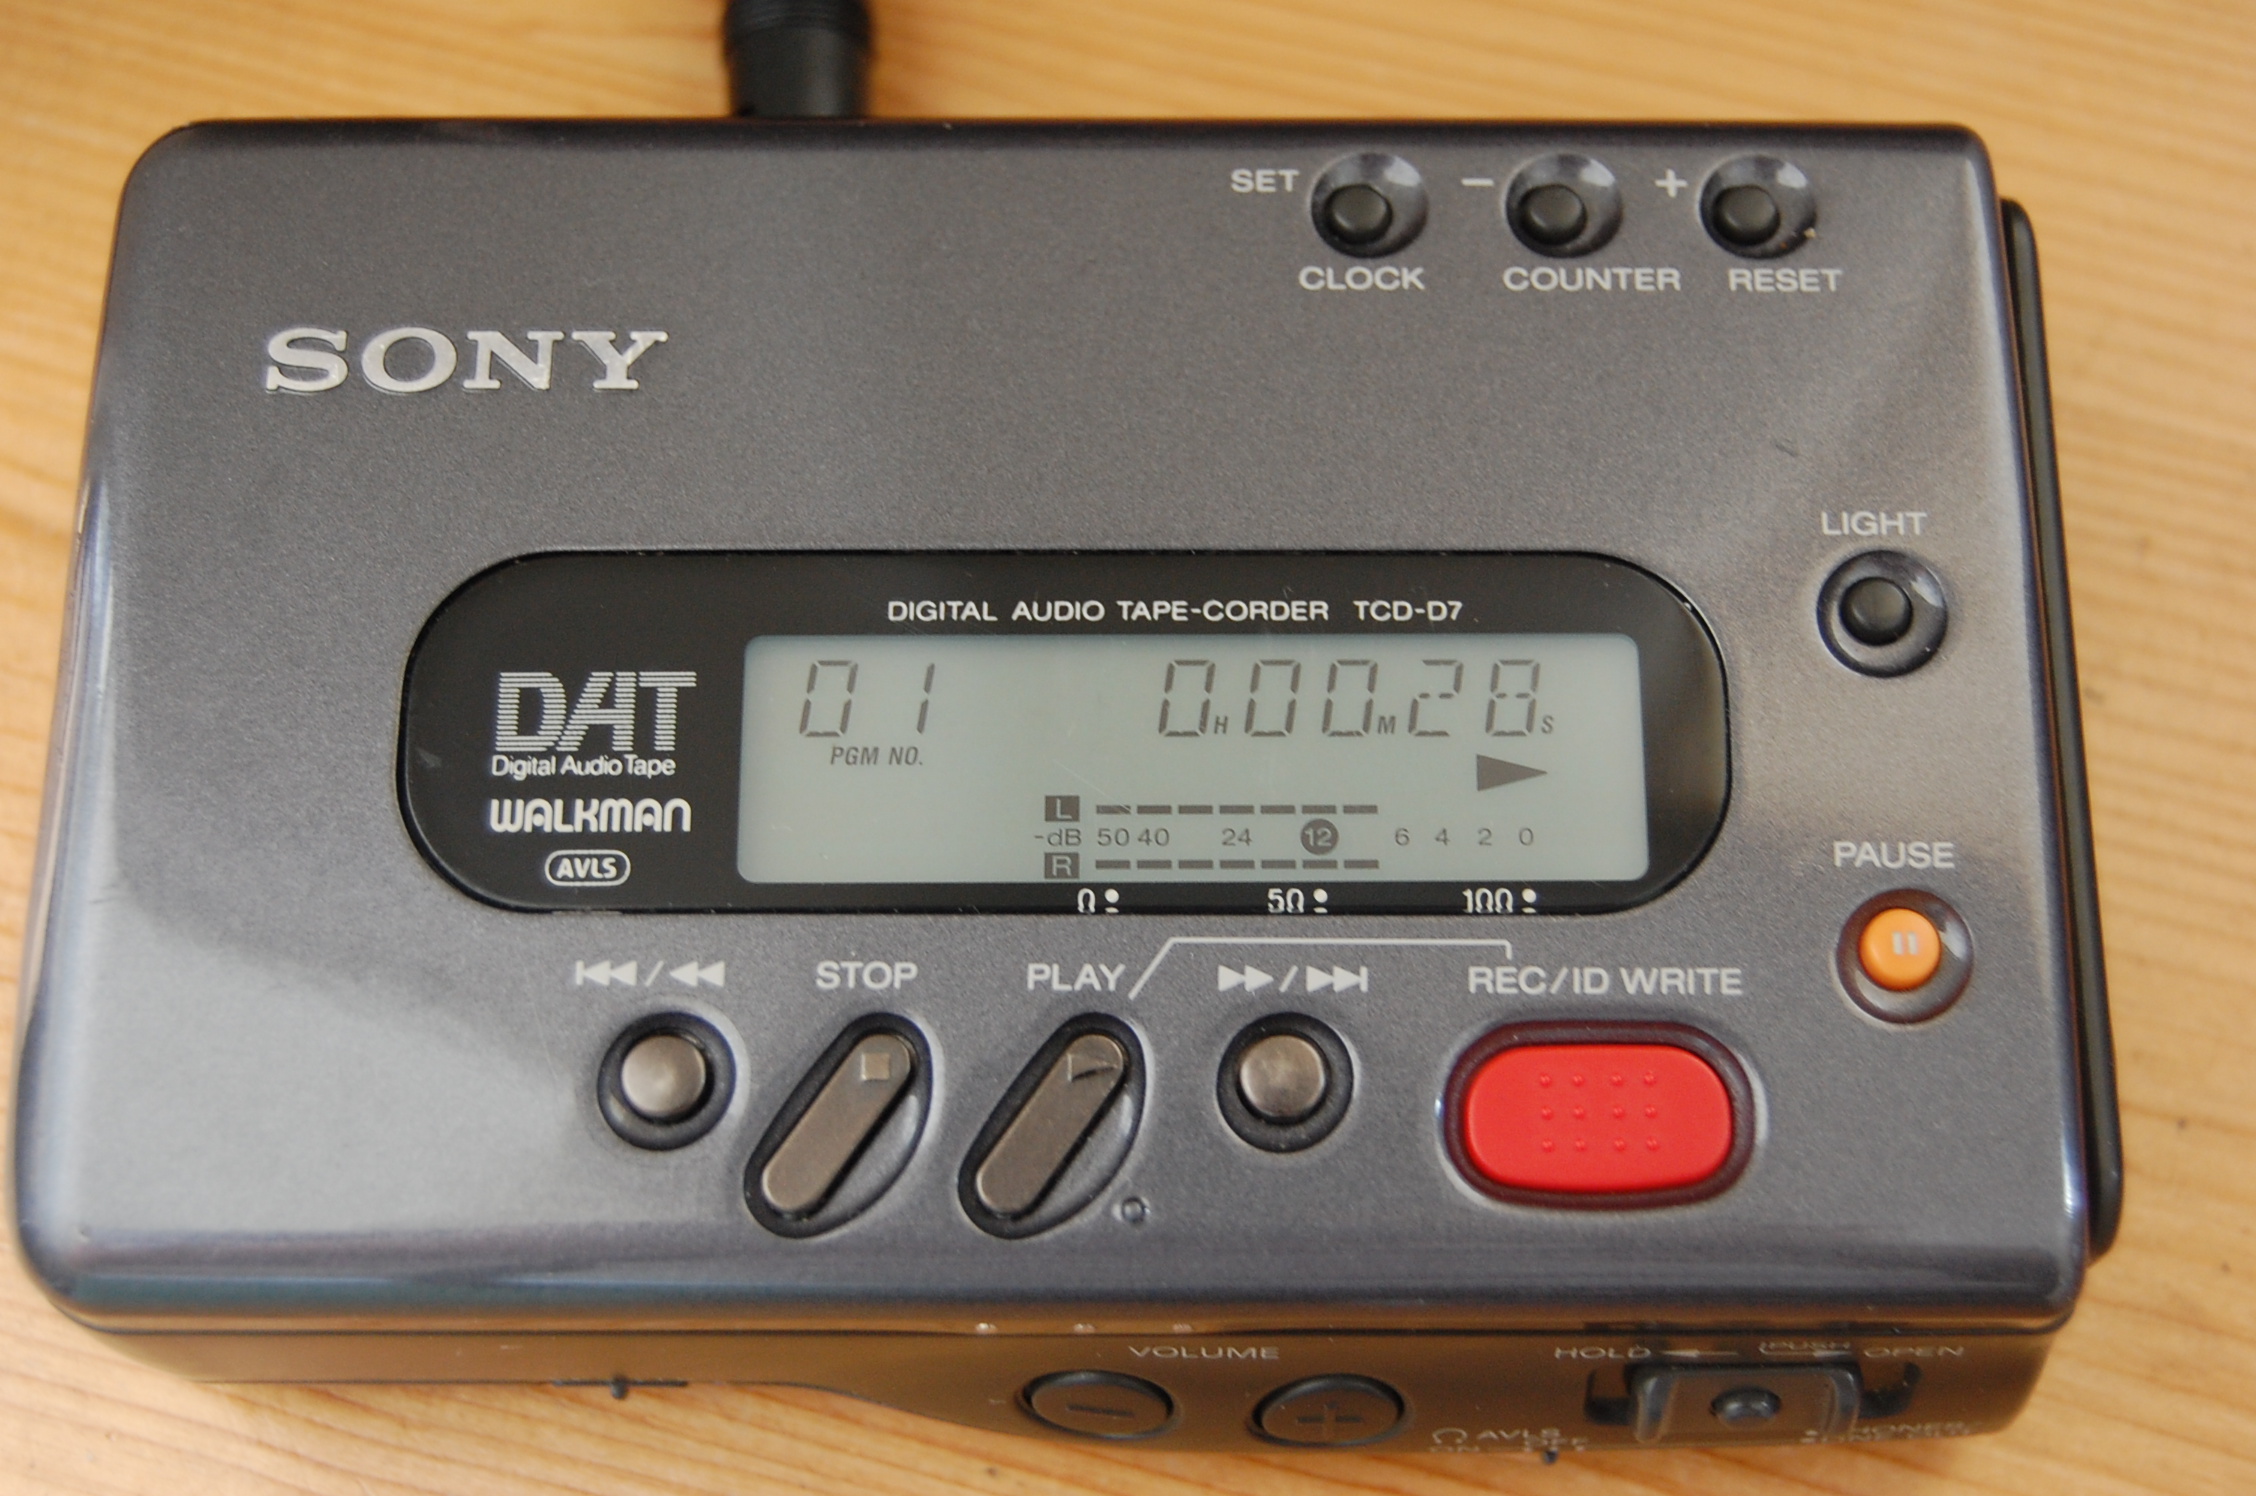 SET - +
CLOCK COUNTER RESET
SONY
LIGHT
DIGITAL AUDIO TAPE-CORDER TCD-D7
DAT
Digital Audio Tape
WALKMAN
AVLS
01 0H00M28S
PGM NO.
L
-dB 50 40 24 12 6 4 2 0
R
0 50 100
PAUSE
STOP PLAY REC/ID WRITE
VOLUME
- +
HOLD PUSH OPEN
AVLS